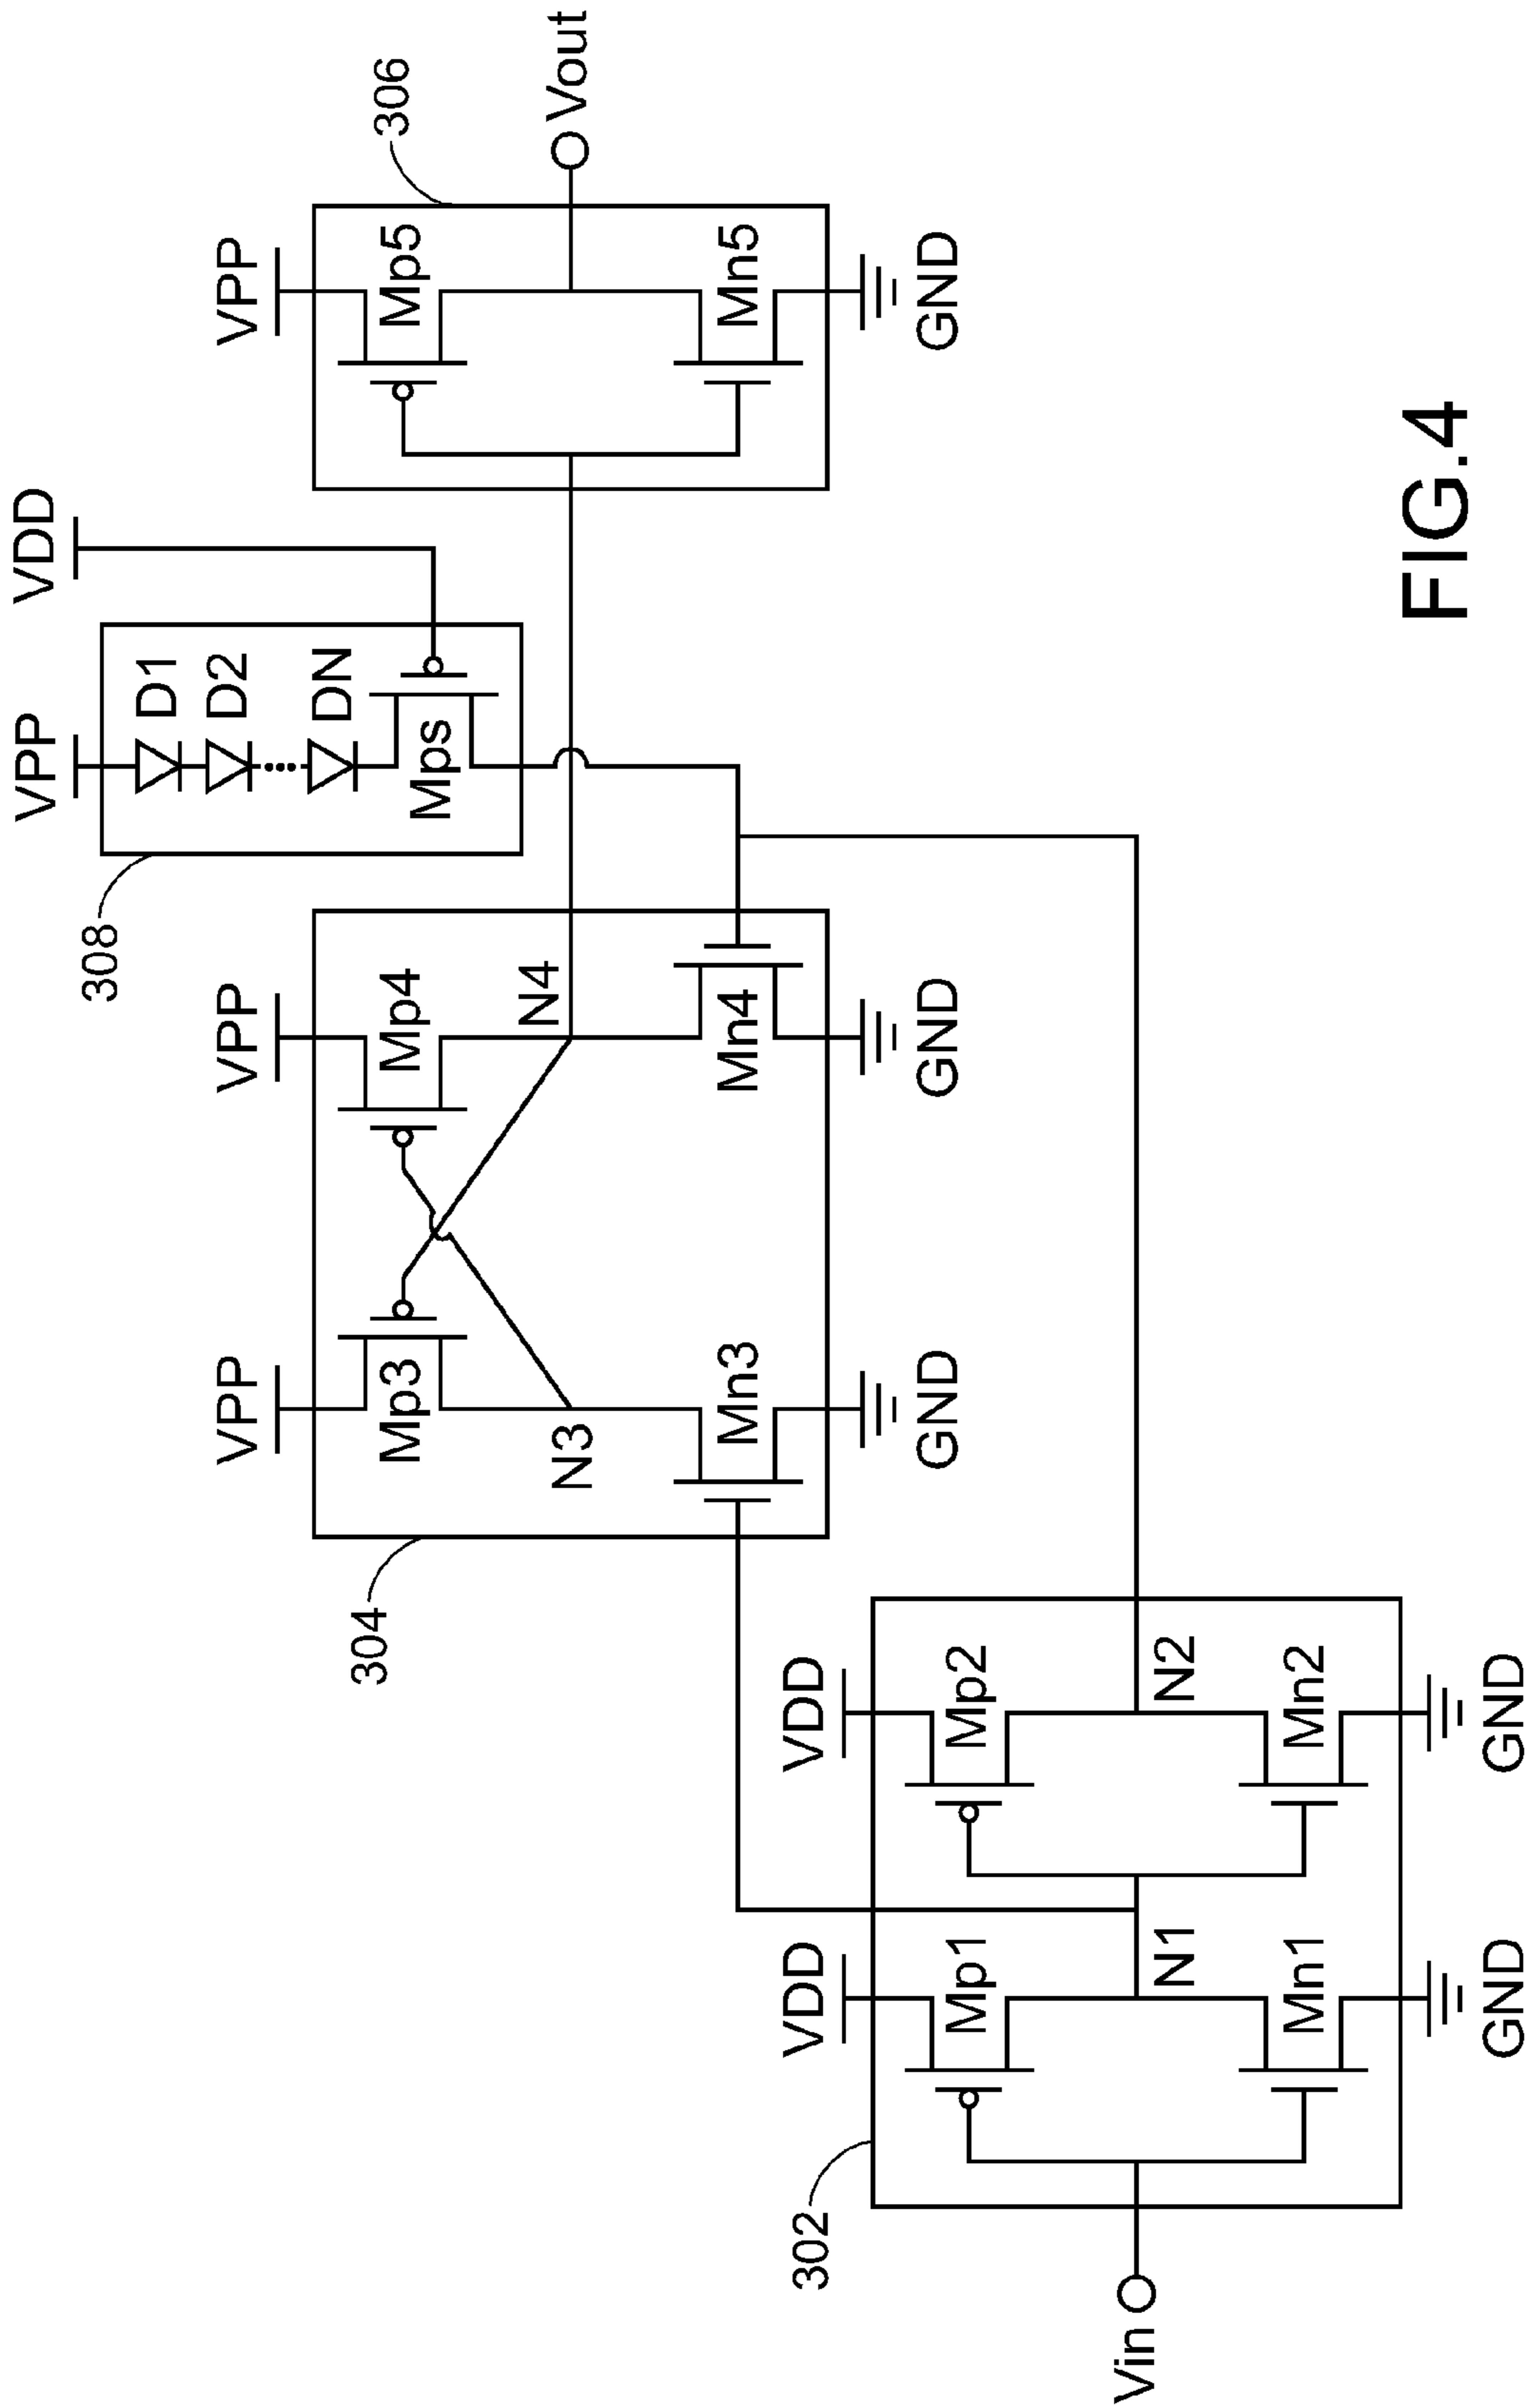 VPP
VDD
308
D1
D2
DN
Mps
VPP
VPP
VPP
304
306
Mp3
Mp4
Mp5
N3
N4
Vout
Mn3
Mn4
Mn5
GND
GND
GND
302
VDD
VDD
Mp1
Mp2
Vin
N1
N2
Mn1
Mn2
GND
GND
FIG.4